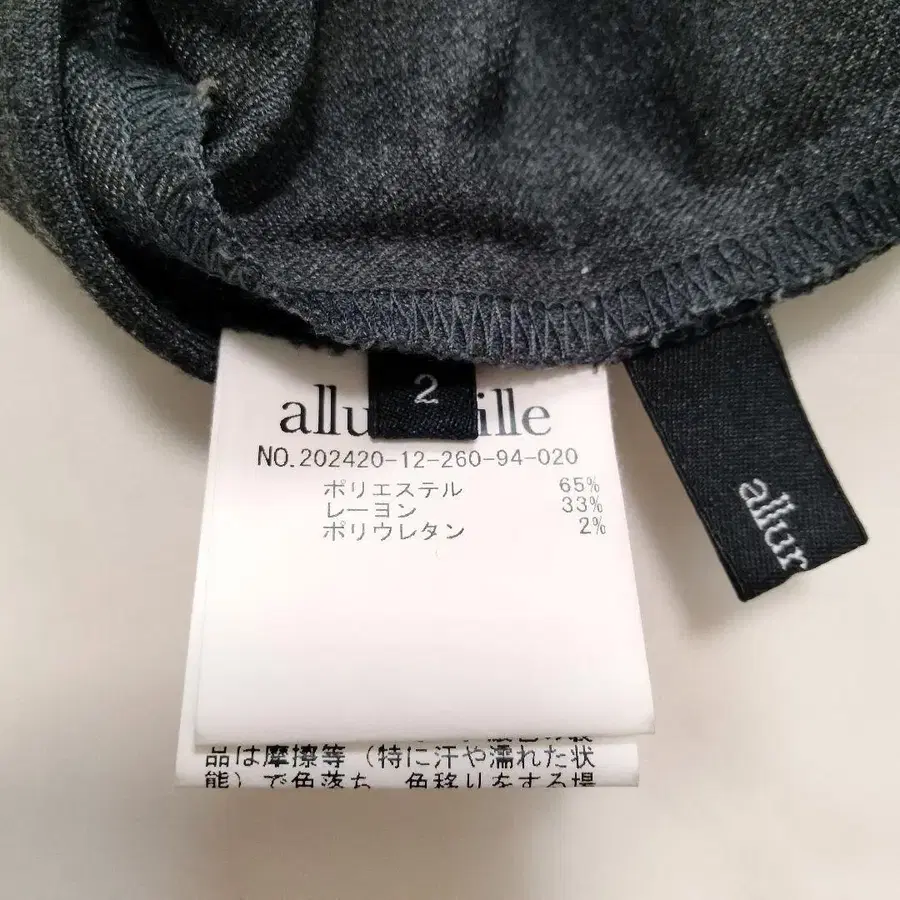 2
allu ille
NO.202420-12-260-94-020
ポリエステル 65%
レーヨン 33%
ポリウレタン 2%
品は摩擦等（特に汗や濡れた状
能）で色落ち、色移りをする場
allur